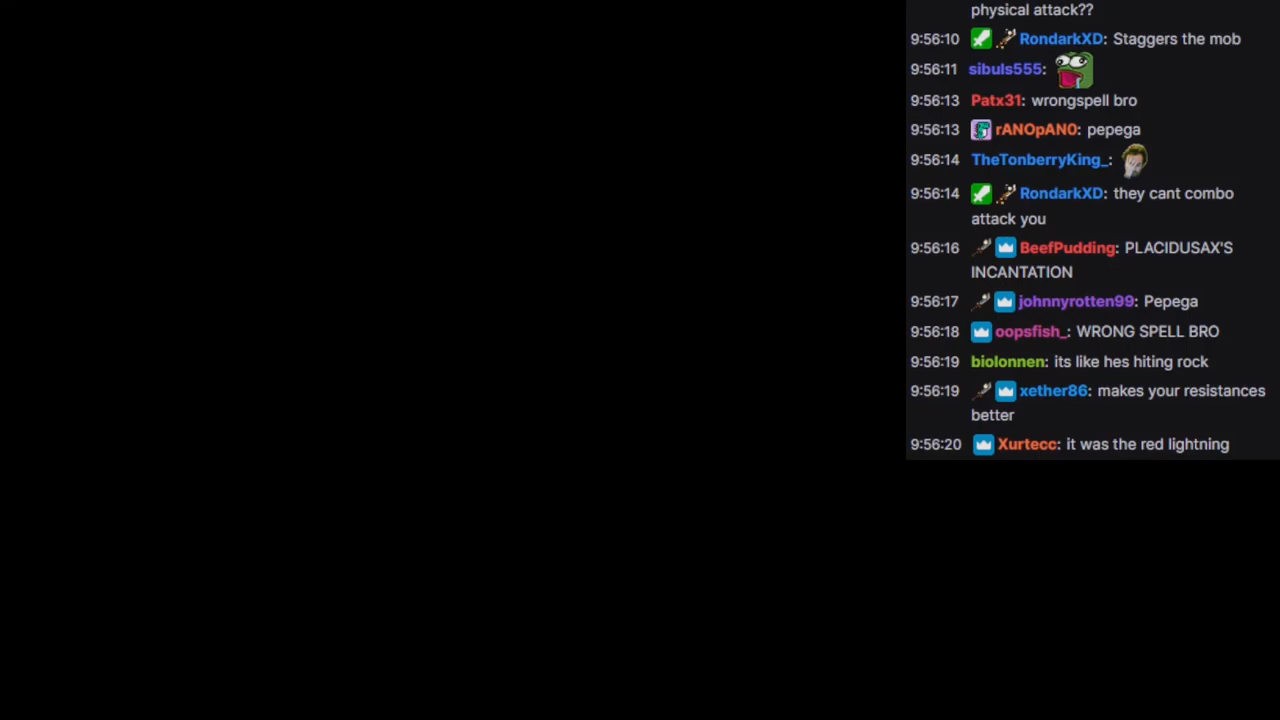 physical attack??
9:56:10 RondarkXD: Staggers the mob
9:56:11 sibuls555:
9:56:13 Patx31: wrongspell bro
9:56:13 rANOpAN0: pepega
9:56:14 TheTonberryKing_:
9:56:14 RondarkXD: they cant combo
attack you
9:56:16 BeefPudding: PLACIDUSAX'S
INCANTATION
9:56:17 johnnyrotten99: Pepega
9:56:18 oopsfish_: WRONG SPELL BRO
9:56:19 biolonnen: its like hes hiting rock
9:56:19 xether86: makes your resistances
better
9:56:20 Xurtecc: it was the red lightning